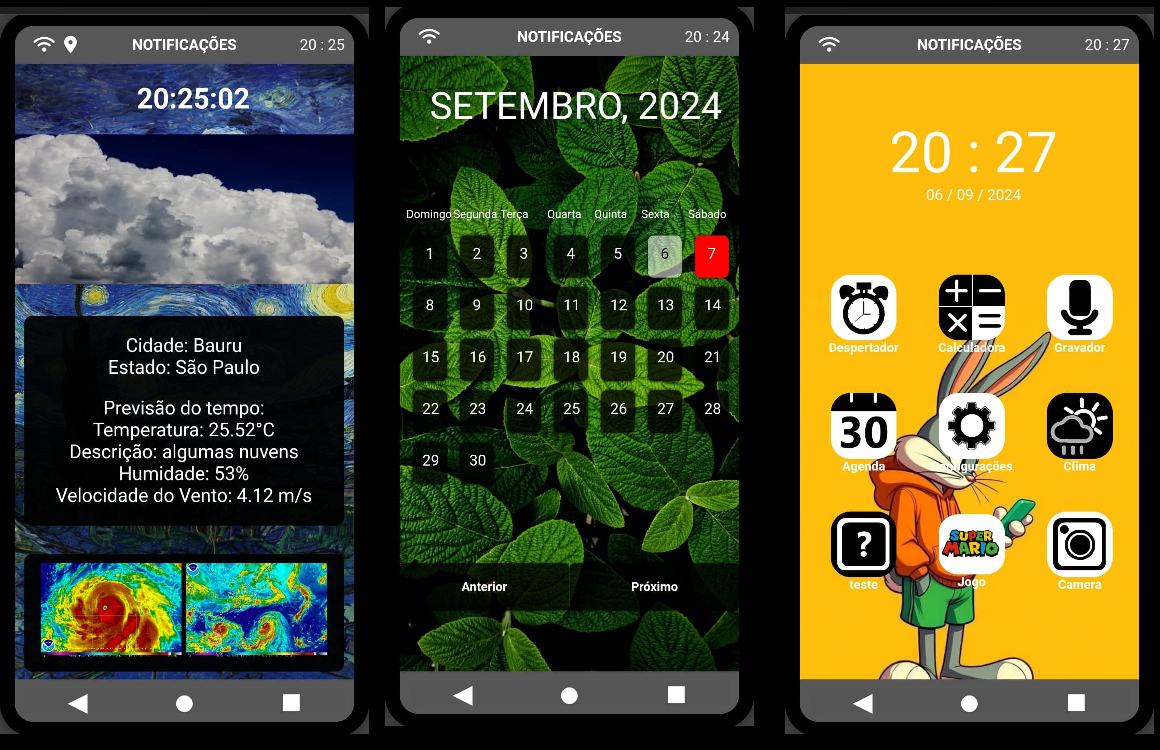 NOTIFICAÇÕES 20 : 25
20:25:02
Cidade: Bauru
Estado: São Paulo
Previsão do tempo:
Temperatura: 25.52°C
Descrição: algumas nuvens
Humidade: 53%
Velocidade do Vento: 4.12 m/s
NOTIFICAÇÕES 20 : 24
SETEMBRO, 2024
Domingo Segunda Terça Quarta Quinta Sexta Sábado
1 2 3 4 5 6 7
8 9 10 11 12 13 14
15 16 17 18 19 20 21
22 23 24 25 26 27 28
29 30
Anterior Próximo
NOTIFICAÇÕES 20 : 27
20 : 27
06 / 09 / 2024
Despertador Calculadora Gravador
30
Agenda Configurações Clima
?
SUPER
MARIO
teste Jogo Camera